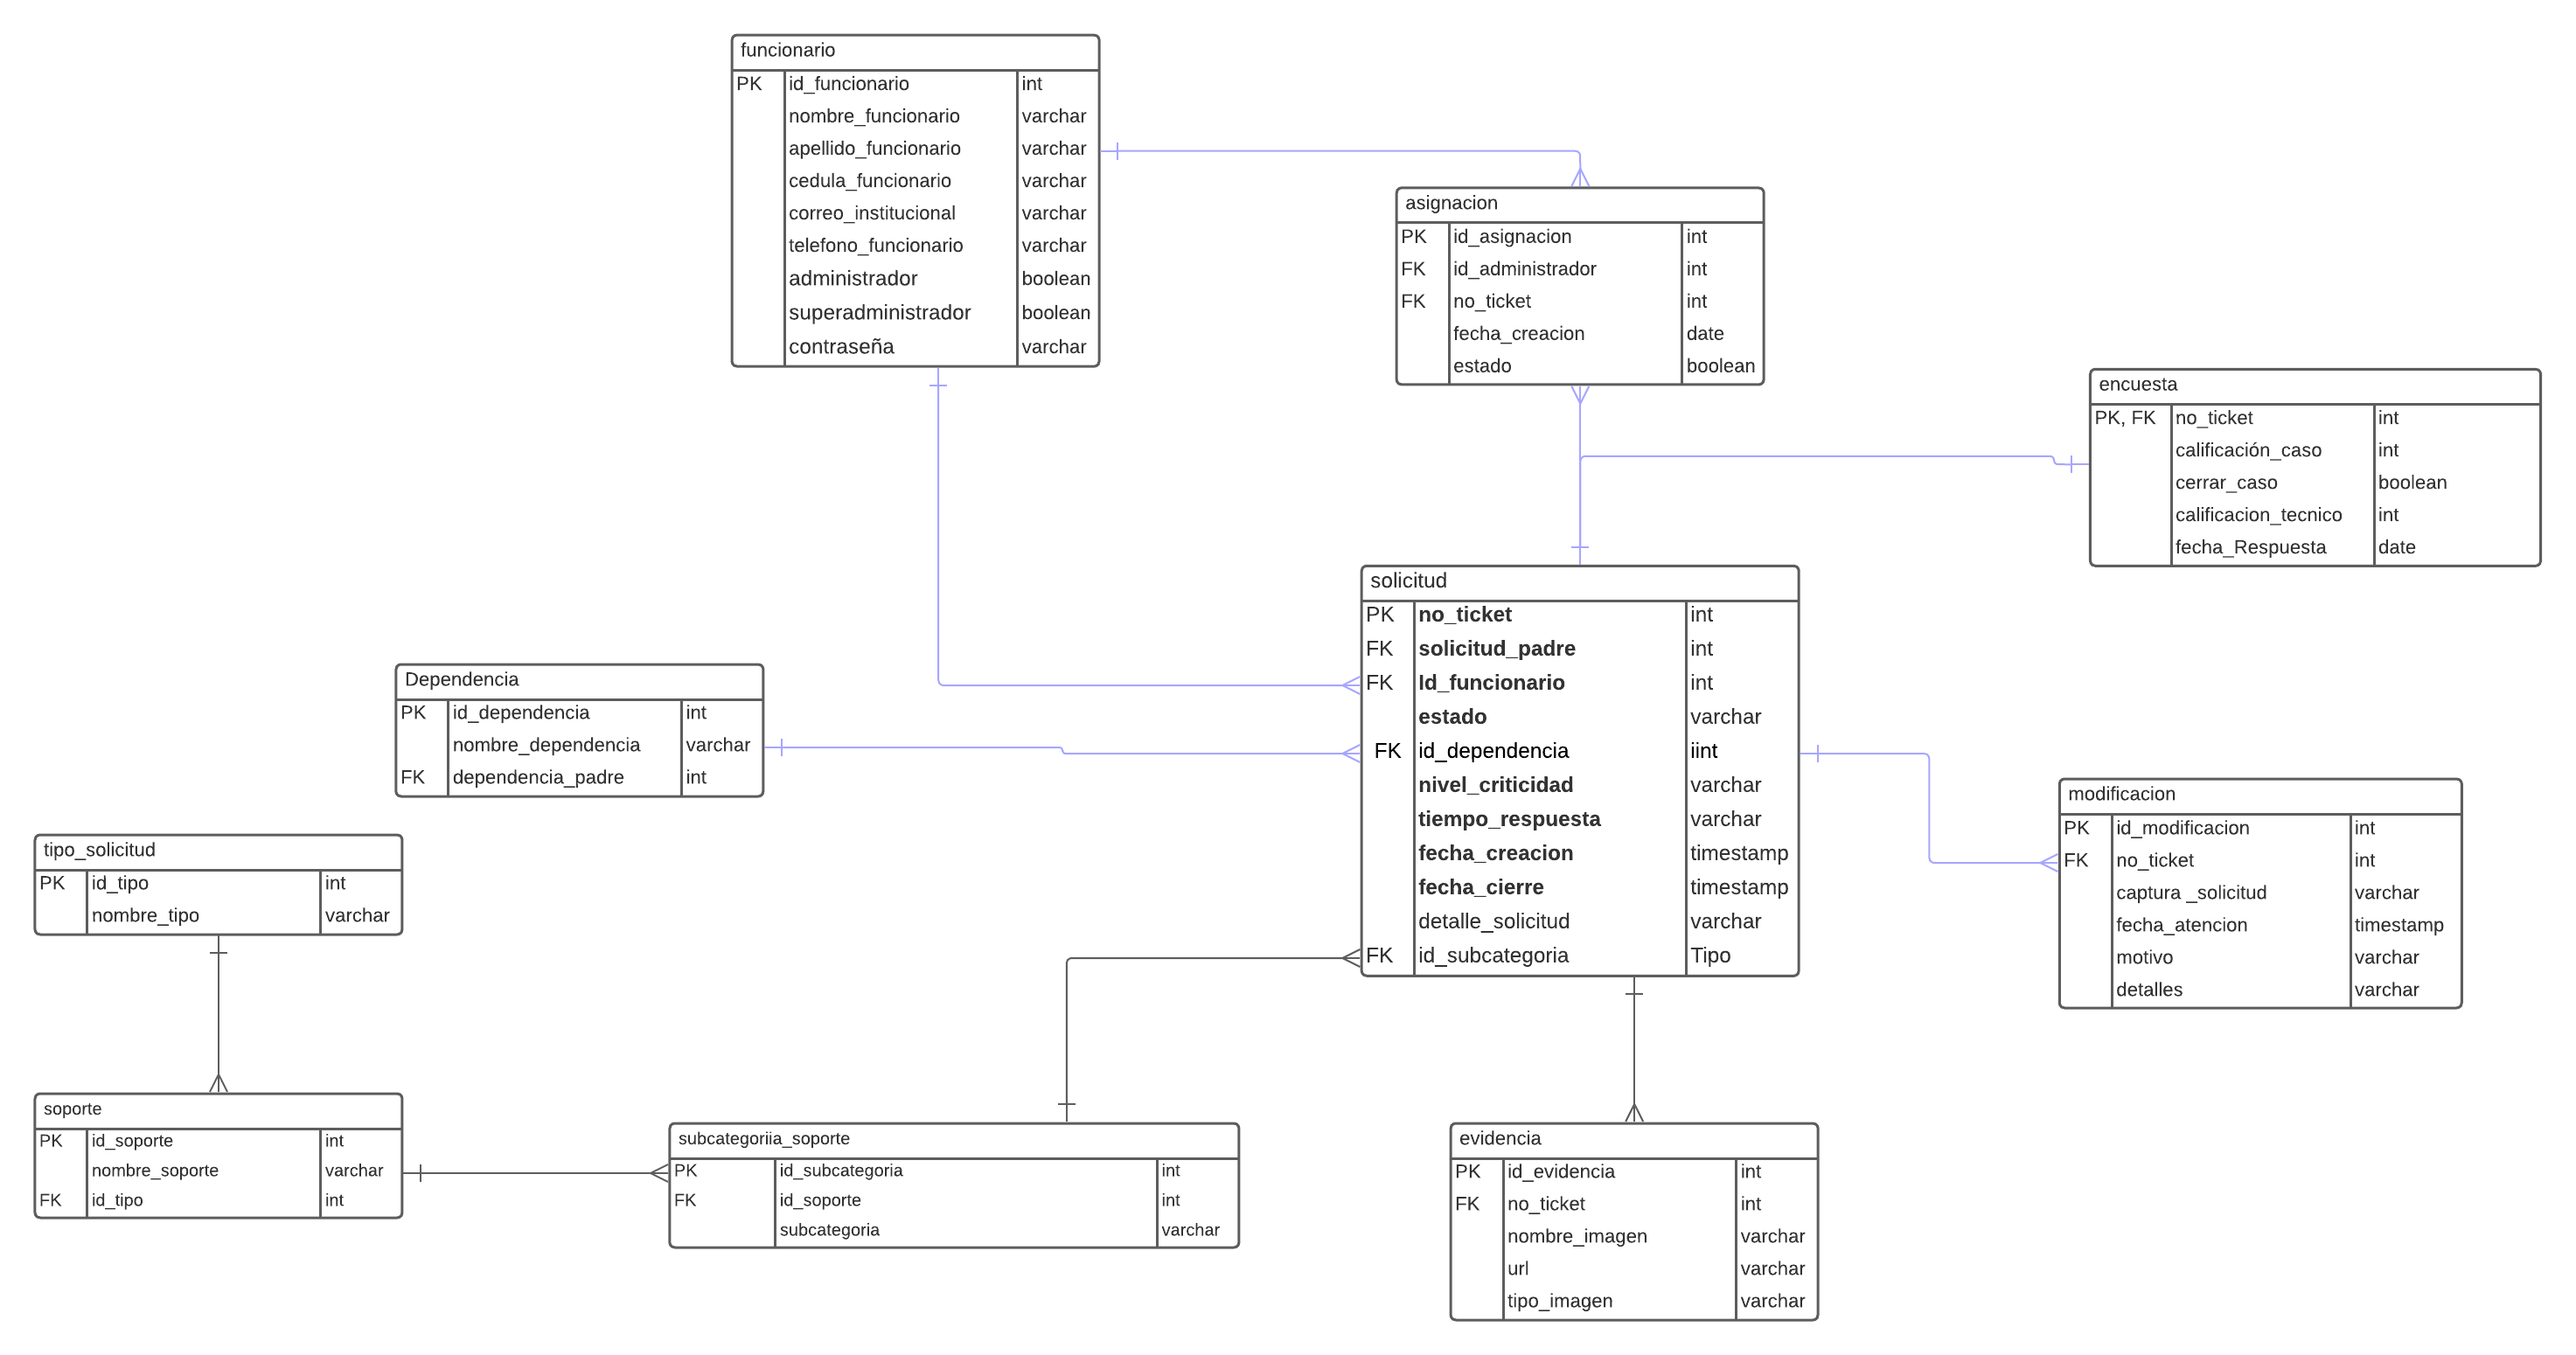 funcionario
PK id_funcionario int
nombre_funcionario varchar
apellido_funcionario varchar
cedula_funcionario varchar
correo_institucional varchar
telefono_funcionario varchar
administrador boolean
superadministrador boolean
contraseña varchar
asignacion
PK id_asignacion int
FK id_administrador int
FK no_ticket int
fecha_creacion date
estado boolean
encuesta
PK, FK no_ticket int
calificación_caso int
cerrar_caso boolean
calificacion_tecnico int
fecha_Respuesta date
solicitud
PK no_ticket int
FK solicitud_padre int
FK Id_funcionario int
estado varchar
FK id_dependencia iint
nivel_criticidad varchar
tiempo_respuesta varchar
fecha_creacion timestamp
fecha_cierre timestamp
detalle_solicitud varchar
FK id_subcategoria Tipo
Dependencia
PK id_dependencia int
nombre_dependencia varchar
FK dependencia_padre int
modificacion
PK id_modificacion int
FK no_ticket int
captura _solicitud varchar
fecha_atencion timestamp
motivo varchar
detalles varchar
tipo_solicitud
PK id_tipo int
nombre_tipo varchar
soporte
PK id_soporte int
nombre_soporte varchar
FK id_tipo int
subcategoriia_soporte
PK id_subcategoria int
FK id_soporte int
subcategoria varchar
evidencia
PK id_evidencia int
FK no_ticket int
nombre_imagen varchar
url varchar
tipo_imagen varchar